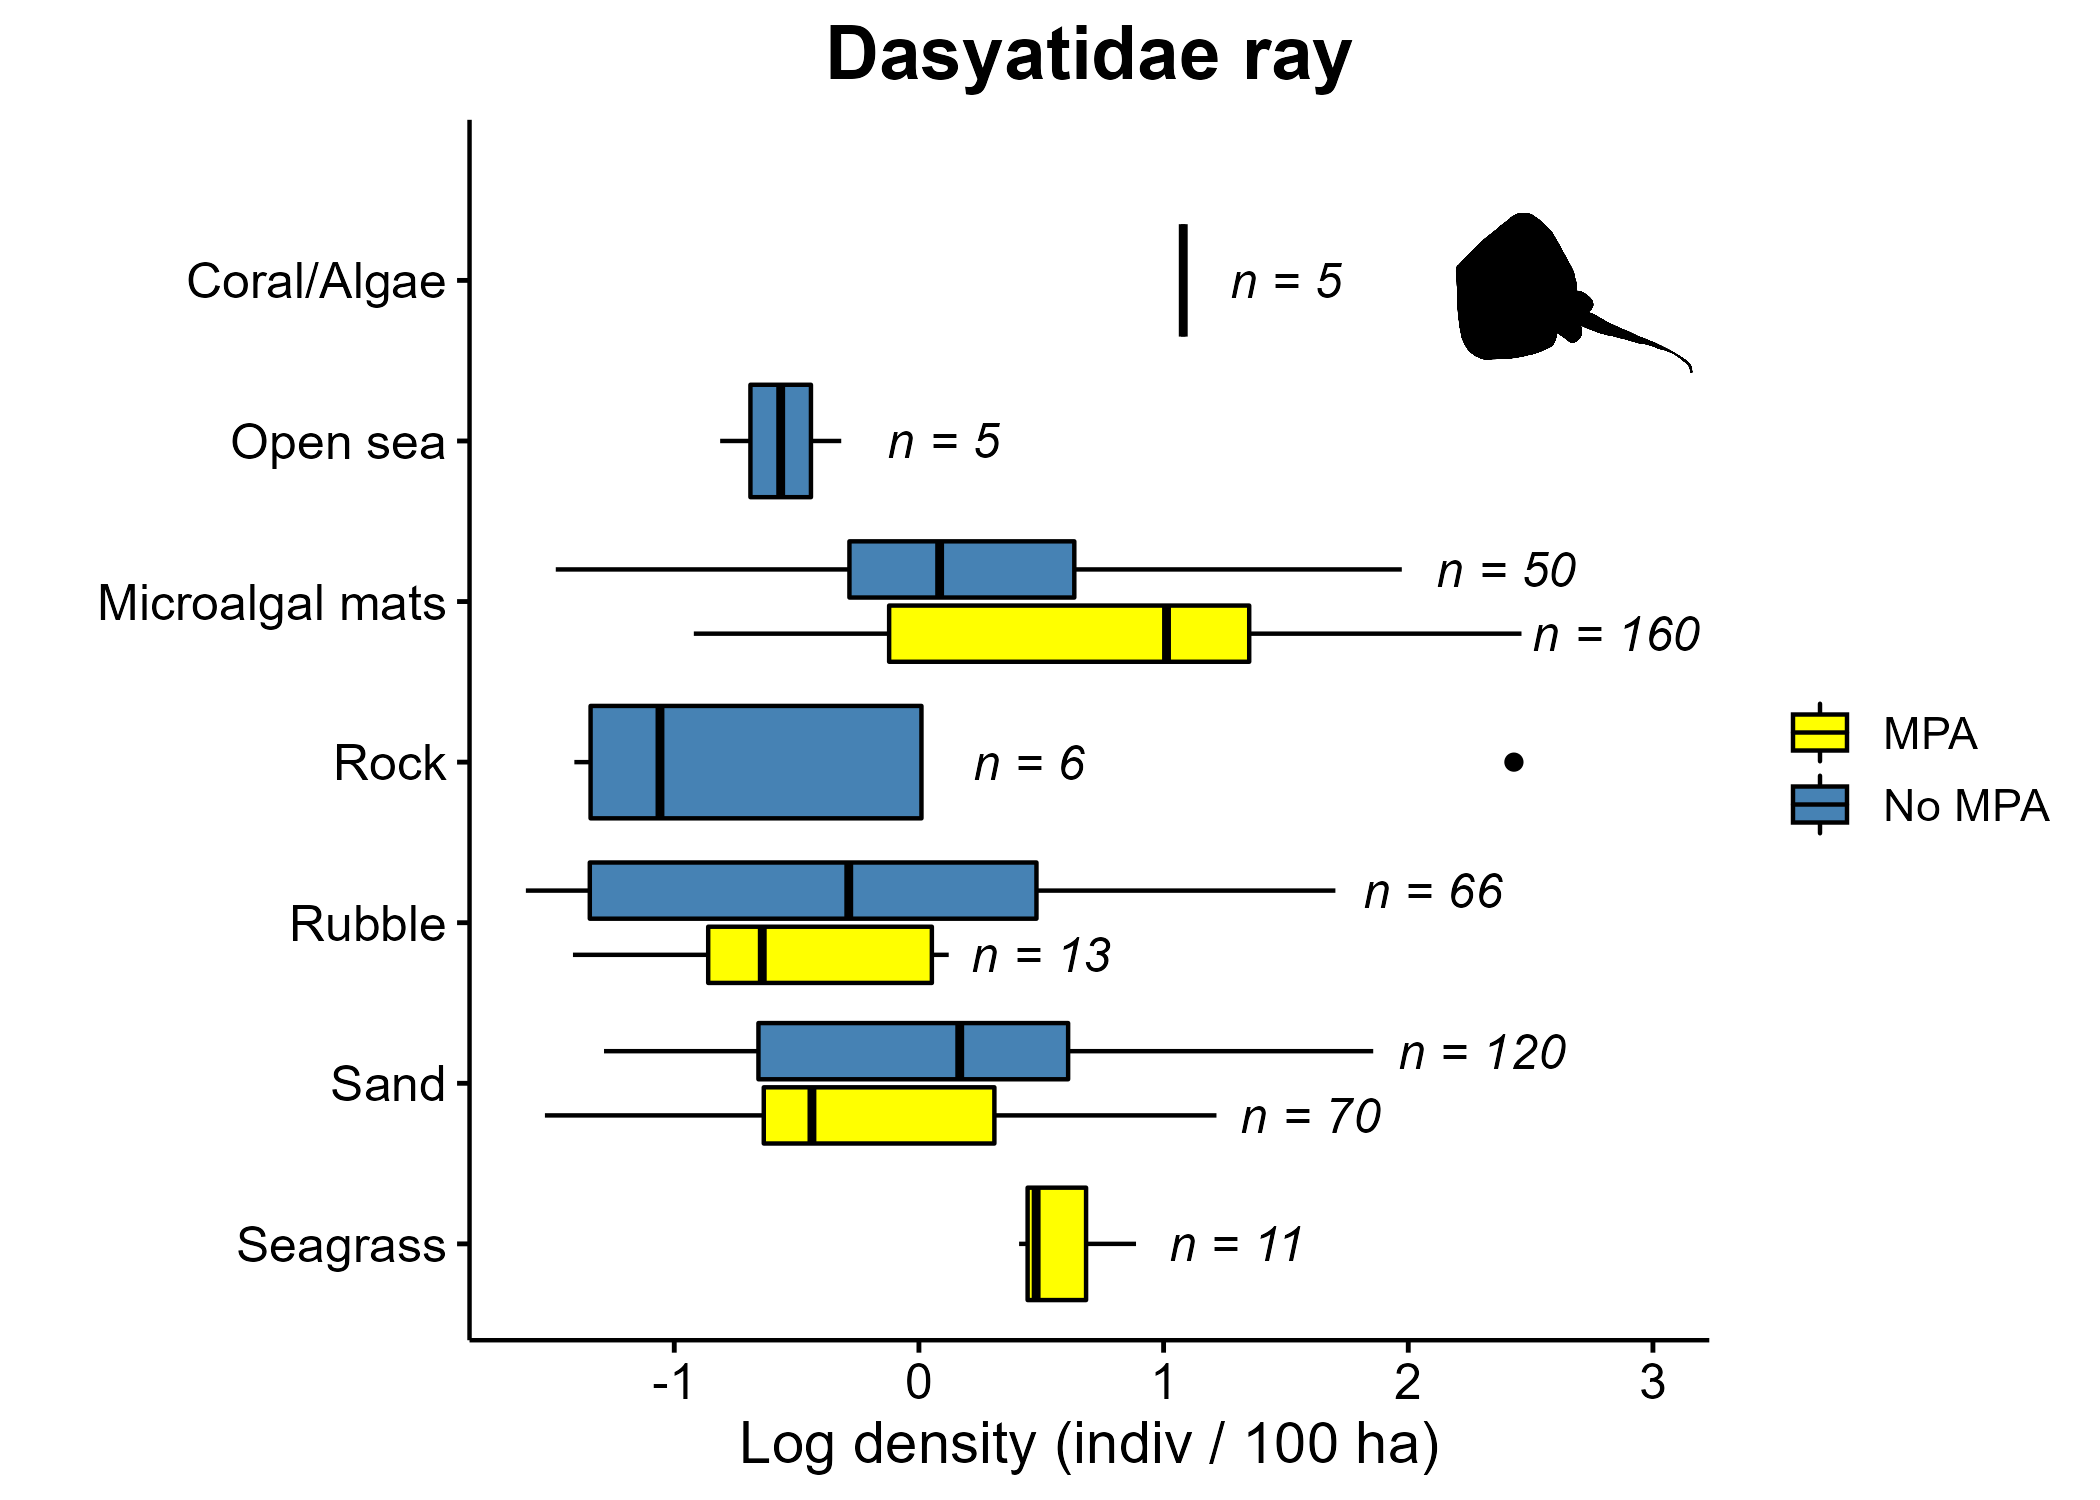 Dasyatidae ray
Coral/Algae
n = 5
Open sea
n = 5
Microalgal mats
n = 50
n = 160
Rock
n = 6
MPA
No MPA
Rubble
n = 66
n = 13
Sand
n = 120
n = 70
Seagrass
n = 11
-1 0 1 2 3
Log density (indiv / 100 ha)